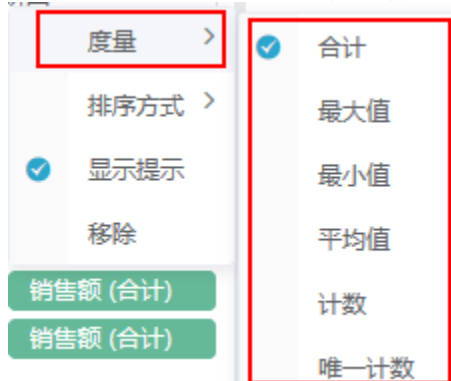 度量
排序方式
显示提示
移除
销售额 (合计)
销售额 (合计)
合计
最大值
最小值
平均值
计数
唯一计数